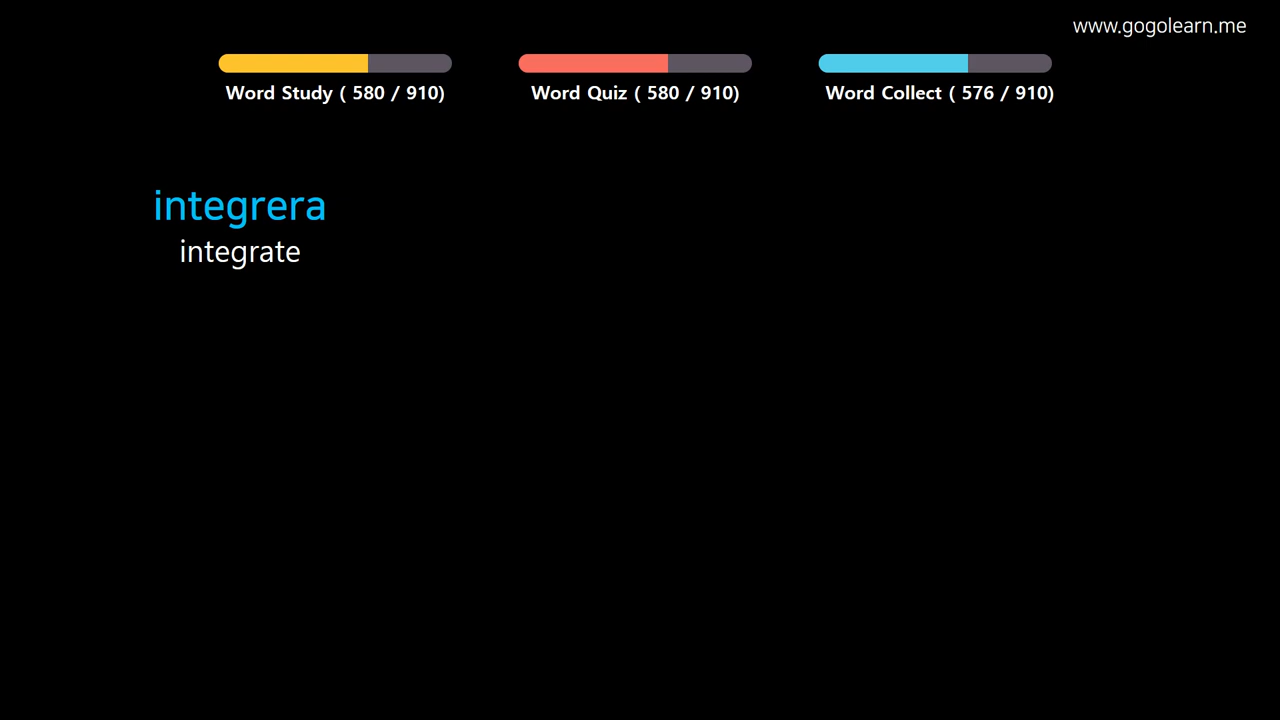 www.gogolearn.me
Word Study ( 580 / 910)
Word Quiz ( 580 / 910)
Word Collect ( 576 / 910)
integrera
integrate